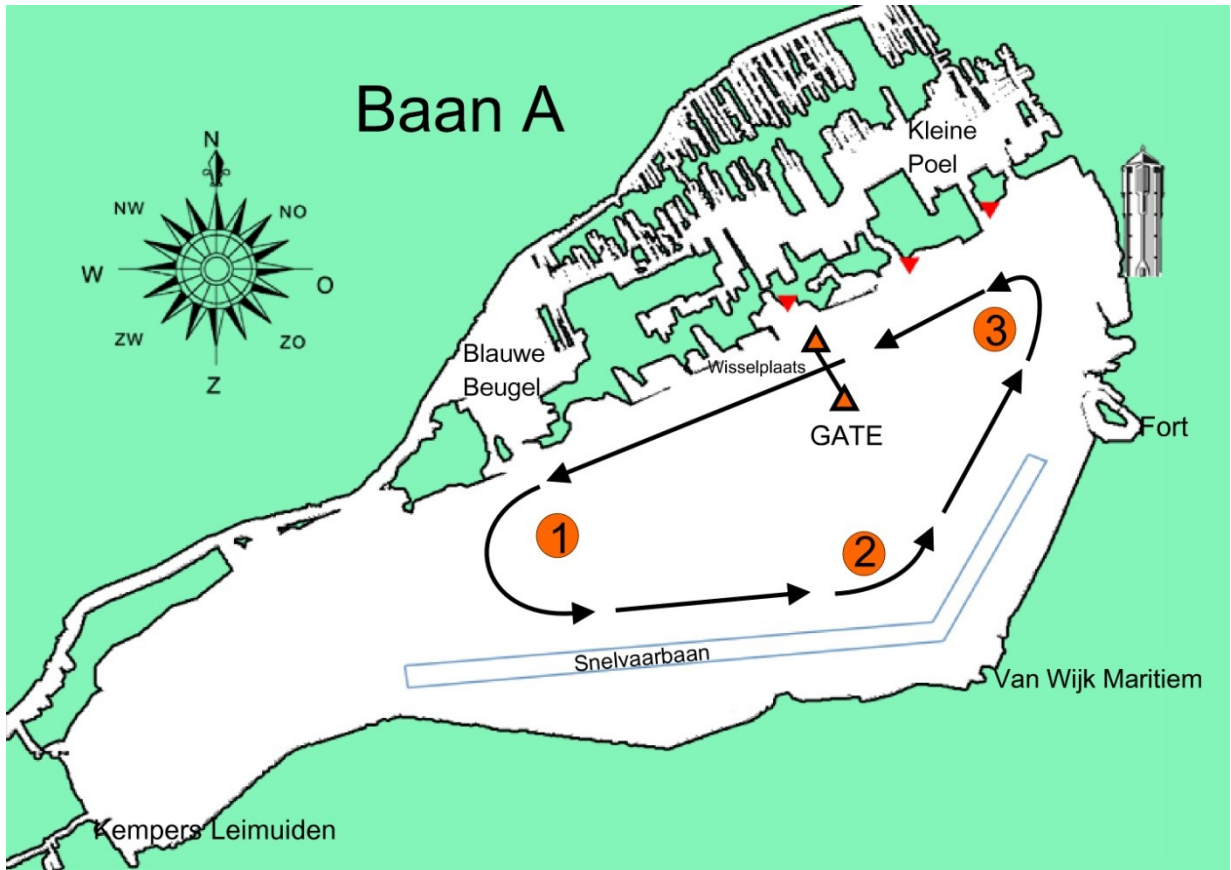 Baan A
N
NW
NO
W
O
ZW
ZO
Z
Kleine
Poel
Blauwe
Beugel
Wisselplaats
GATE
3
Fort
1
2
Snelvaarbaan
Van Wijk Maritiem
Kempers Leimuiden